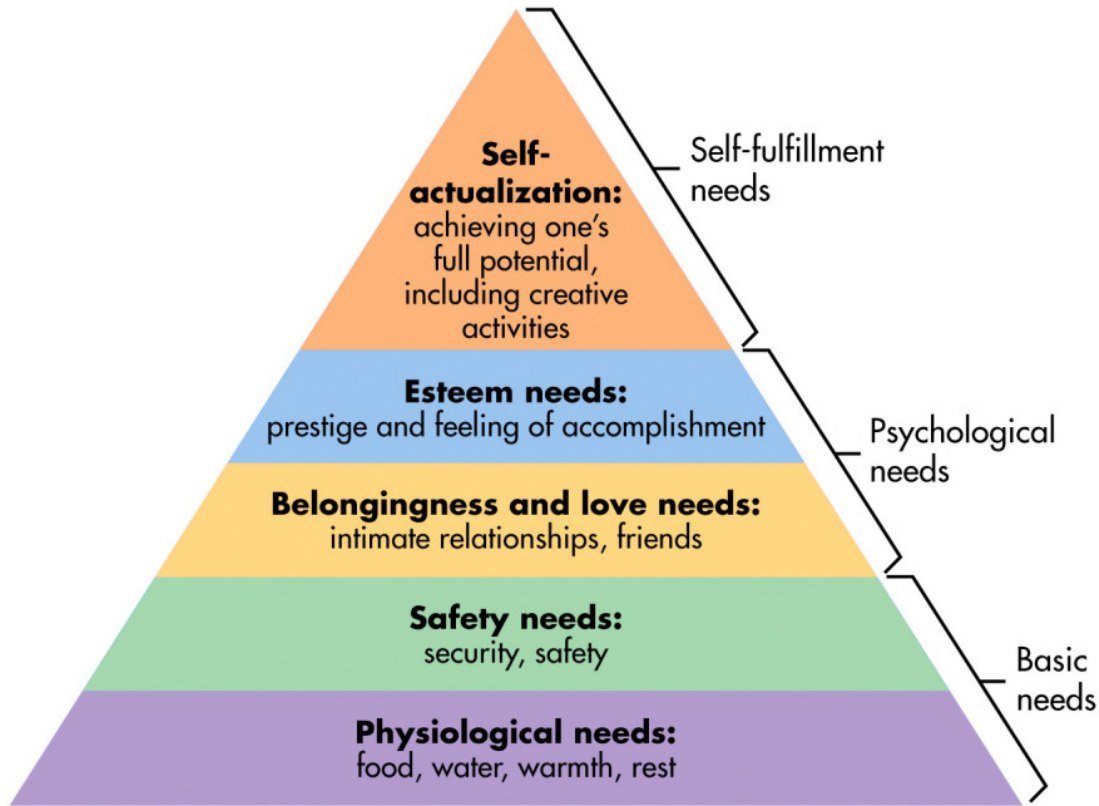 Self-
actualization:
achieving one's
full potential,
including creative
activities
Self-fulfillment
needs
Esteem needs:
prestige and feeling of accomplishment
Psychological
needs
Belongingness and love needs:
intimate relationships, friends
Safety needs:
security, safety
Basic
needs
Physiological needs:
food, water, warmth, rest